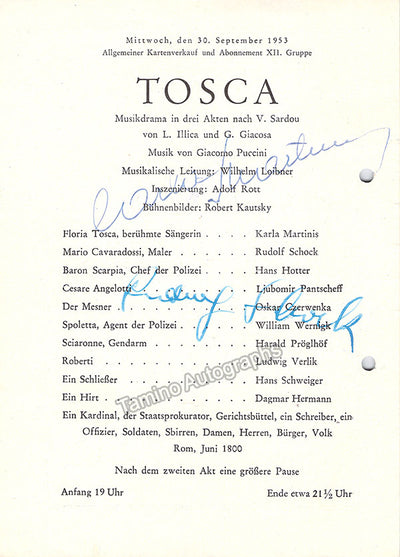 Mittwoch, den 30. September 1953
Allgemeiner Kartenverkauf und Abonnement XII. Gruppe
TOSCA
Musikdrama in drei Akten nach V. Sardou
von L. Illica und G. Giacosa
Musik von Giacomo Puccini
Musikalische Leitung: Wilhelm Loibner
Inszenierung: Adolf Rott
Bühnenbilder: Robert Kautsky
Karla Martinis
Floria Tosca, berühmte Sängerin . . . . Karla Martinis
Mario Cavaradossi, Maler . . . . Rudolf Schock
Baron Scarpia, Chef der Polizei . . . . Hans Hotter
Cesare Angelotti . . . . Ljubomir Pantscheff
Rudolf Schock
Der Mesner . . . . Oskar Czerwenka
Spoletta, Agent der Polizei . . . . William Wernigk
Sciaronne, Gendarm . . . . Harald Pröglhöf
Roberti . . . . Ludwig Verlik
Ein Schließer . . . . Hans Schweiger
Ein Hirt . . . . Dagmar Hermann
Tamino Autographs
Ein Kardinal, der Staatsprokurator, Gerichtsbüttel, ein Schreiber, ein
Offizier, Soldaten, Sbirren, Damen, Herren, Bürger, Volk
Rom, Juni 1800
Nach dem zweiten Akt eine größere Pause
Anfang 19 Uhr Ende etwa 21½ Uhr